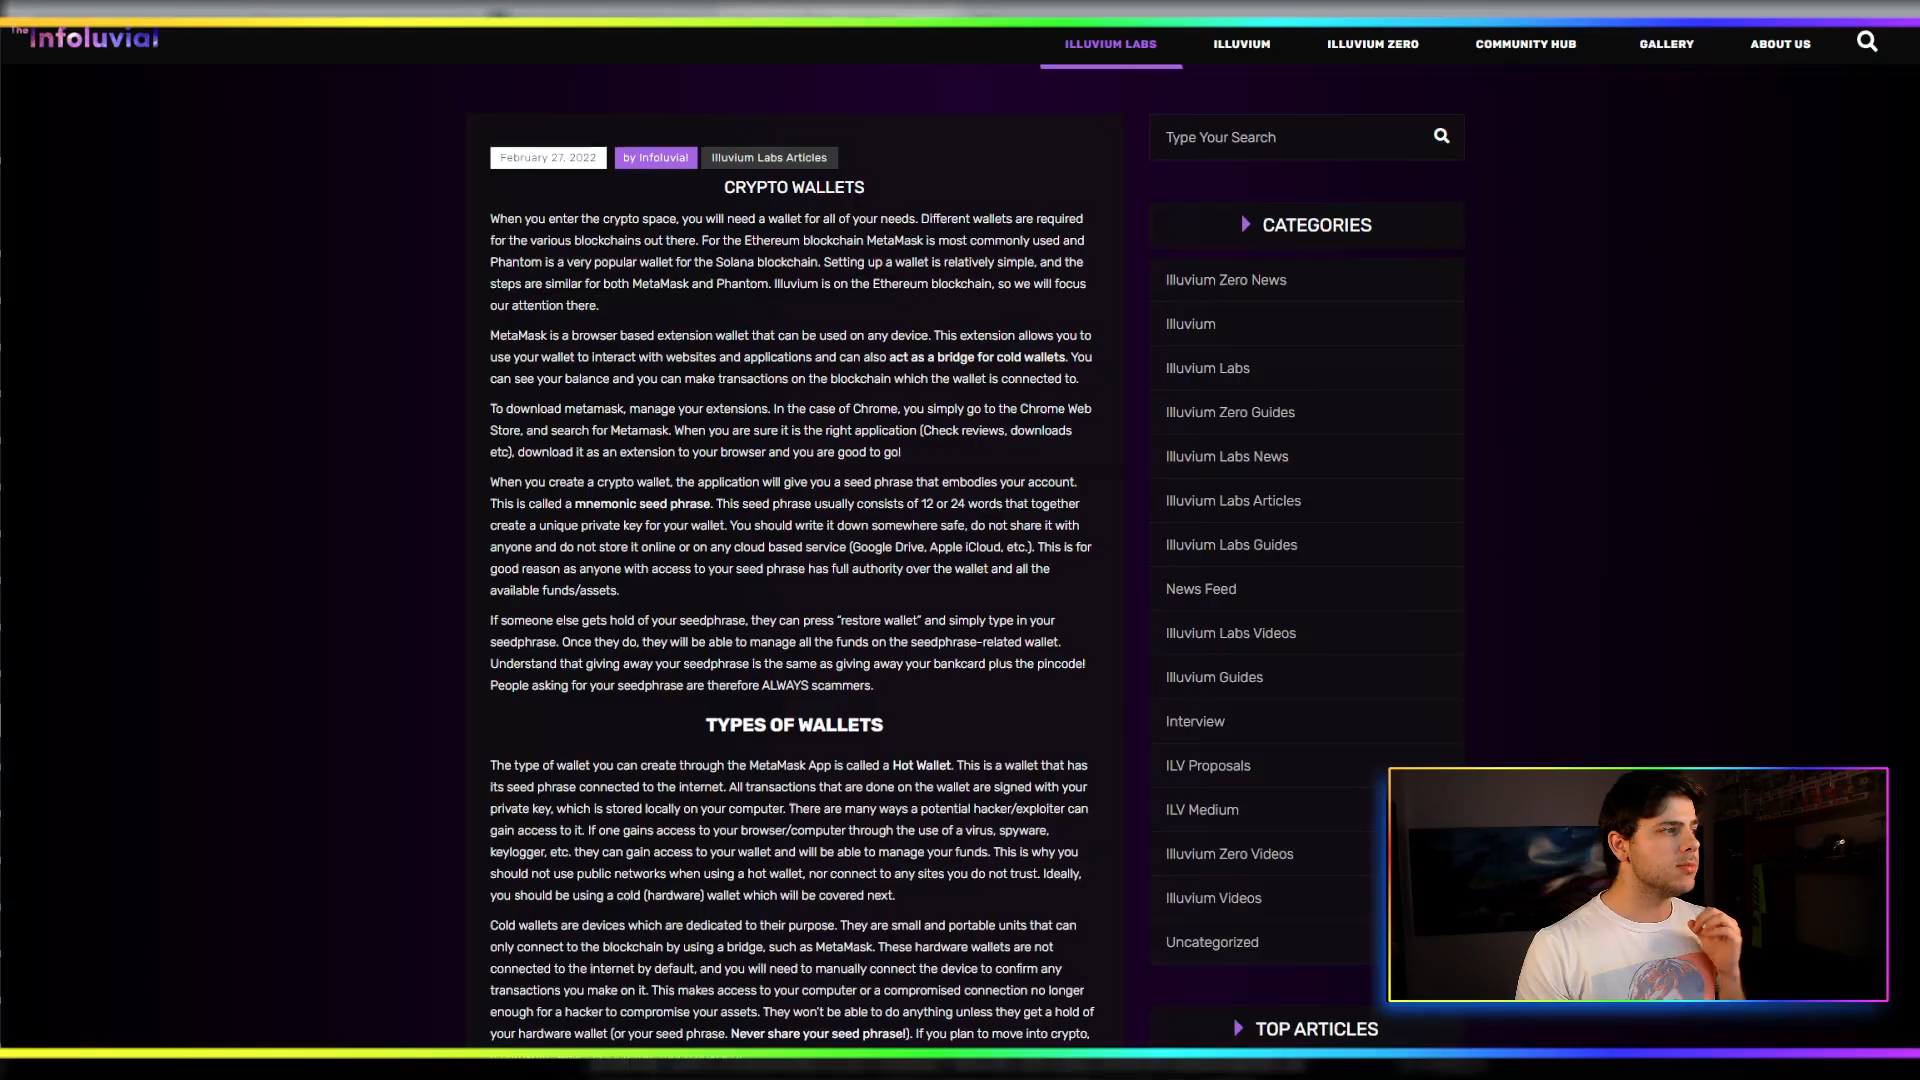 The
Infoluvial
ILLUVIUM LABS
ILLUVIUM
ILLUVIUM ZERO
COMMUNITY HUB
GALLERY
ABOUT US
February 27, 2022
by Infoluvial
Illuvium Labs Articles
CRYPTO WALLETS
When you enter the crypto space, you will need a wallet for all of your needs. Different wallets are required
for the various blockchains out there. For the Ethereum blockchain MetaMask is most commonly used and
Phantom is a very popular wallet for the Solana blockchain. Setting up a wallet is relatively simple, and the
steps are similar for both MetaMask and Phantom. Illuvium is on the Ethereum blockchain, so we will focus
our attention there.
MetaMask is a browser based extension wallet that can be used on any device. This extension allows you to
use your wallet to interact with websites and applications and can also act as a bridge for cold wallets. You
can see your balance and you can make transactions on the blockchain which the wallet is connected to.
To download metamask, manage your extensions. In the case of Chrome, you simply go to the Chrome Web
Store, and search for Metamask. When you are sure it is the right application (Check reviews, downloads
etc), download it as an extension to your browser and you are good to go!
When you create a crypto wallet, the application will give you a seed phrase that embodies your account.
This is called a mnemonic seed phrase. This seed phrase usually consists of 12 or 24 words that together
create a unique private key for your wallet. You should write it down somewhere safe, do not share it with
anyone and do not store it online or on any cloud based service (Google Drive, Apple iCloud, etc.). This is for
good reason as anyone with access to your seed phrase has full authority over the wallet and all the
available funds/assets.
If someone else gets hold of your seedphrase, they can press “restore wallet” and simply type in your
seedphrase. Once they do, they will be able to manage all the funds on the seedphrase-related wallet.
Understand that giving away your seedphrase is the same as giving away your bankcard plus the pincode!
People asking for your seedphrase are therefore ALWAYS scammers.
TYPES OF WALLETS
The type of wallet you can create through the MetaMask App is called a Hot Wallet. This is a wallet that has
its seed phrase connected to the internet. All transactions that are done on the wallet are signed with your
private key, which is stored locally on your computer. There are many ways a potential hacker/exploiter can
gain access to it. If one gains access to your browser/computer through the use of a virus, spyware,
keylogger, etc. they can gain access to your wallet and will be able to manage your funds. This is why you
should not use public networks when using a hot wallet, nor connect to any sites you do not trust. Ideally,
you should be using a cold (hardware) wallet which will be covered next.
Cold wallets are devices which are dedicated to their purpose. They are small and portable units that can
only connect to the blockchain by using a bridge, such as MetaMask. These hardware wallets are not
connected to the internet by default, and you will need to manually connect the device to confirm any
transactions you make on it. This makes access to your computer or a compromised connection no longer
enough for a hacker to compromise your assets. They won't be able to do anything unless they get a hold of
your hardware wallet (or your seed phrase. Never share your seed phrase!). If you plan to move into crypto,
Type Your Search
CATEGORIES
Illuvium Zero News
Illuvium
Illuvium Labs
Illuvium Zero Guides
Illuvium Labs News
Illuvium Labs Articles
Illuvium Labs Guides
News Feed
Illuvium Labs Videos
Illuvium Guides
Interview
ILV Proposals
ILV Medium
Illuvium Zero Videos
Illuvium Videos
Uncategorized
TOP ARTICLES